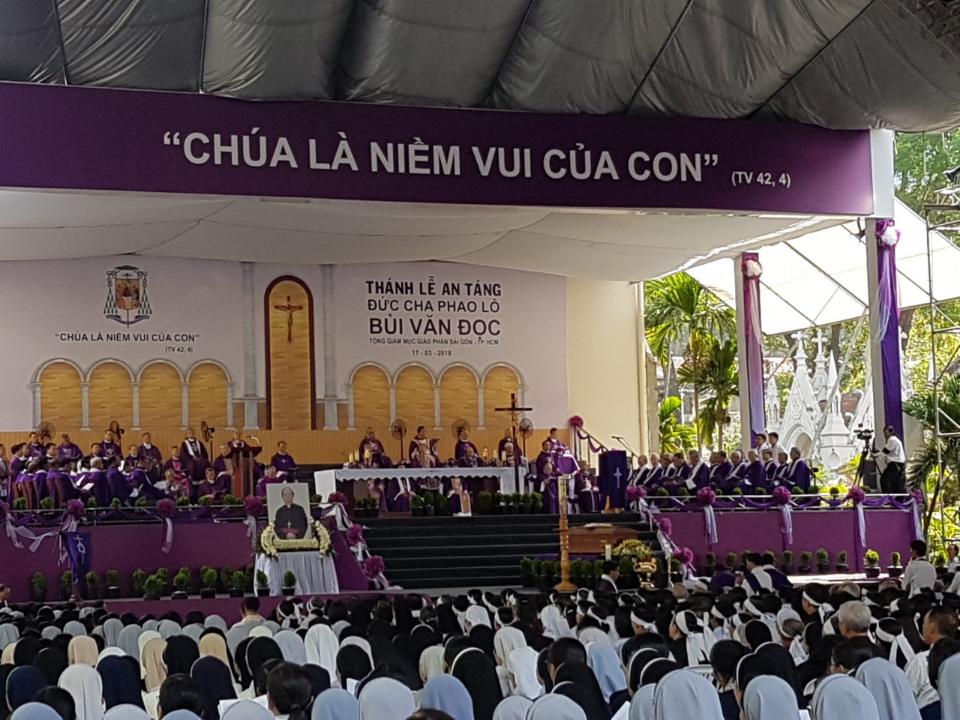 “CHÚA LÀ NIỀM VUI CỦA CON” (TV 42, 4)
“CHÚA LÀ NIỀM VUI CỦA CON”
(TV 42, 4)
THÁNH LỄ AN TÁNG
ĐỨC CHA PHAO LÔ
BÙI VĂN ĐỌC
TỔNG GIÁM MỤC GIÁO PHẬN SÀI GÒN - TP. HCM
17 - 03 - 2018